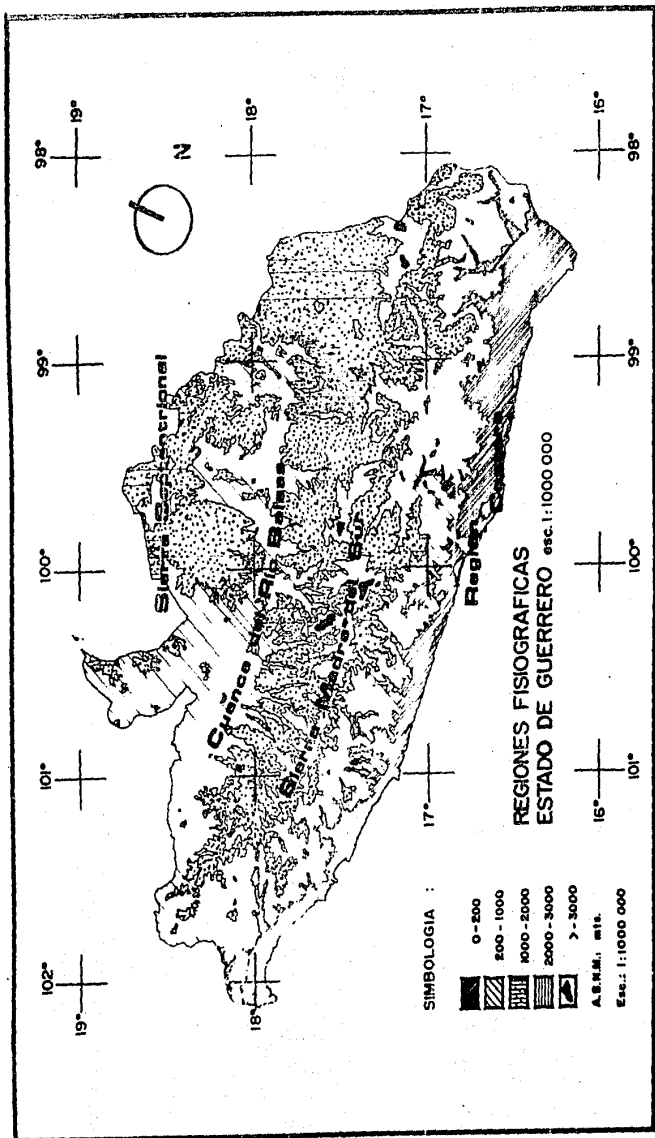 98°
99°
100°
101°
102°
19°
19°
N
18°
18°
17°
17°
16°
16°
98°
99°
100°
101°
Sierra Septentrional
Cuenca del Río Balsas
Sierra Madre del Sur
Región Costera
REGIONES FISIOGRAFICAS
ESTADO DE GUERRERO esc. 1:1000 000
SIMBOLOGIA :
0-200
200-1000
1000-2000
2000-3000
>-3000
A.S.N.M.: mts.
Esc.: 1:1000 000